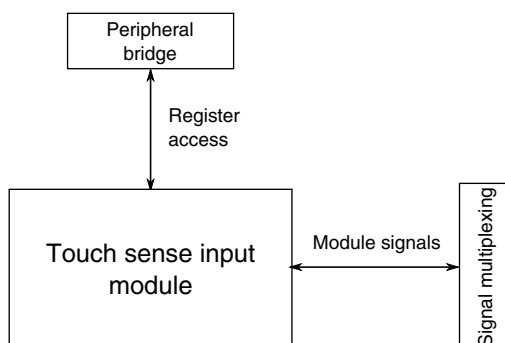 Peripheral
bridge
Register
access
Touch sense input
module
Module signals
Signal multiplexing